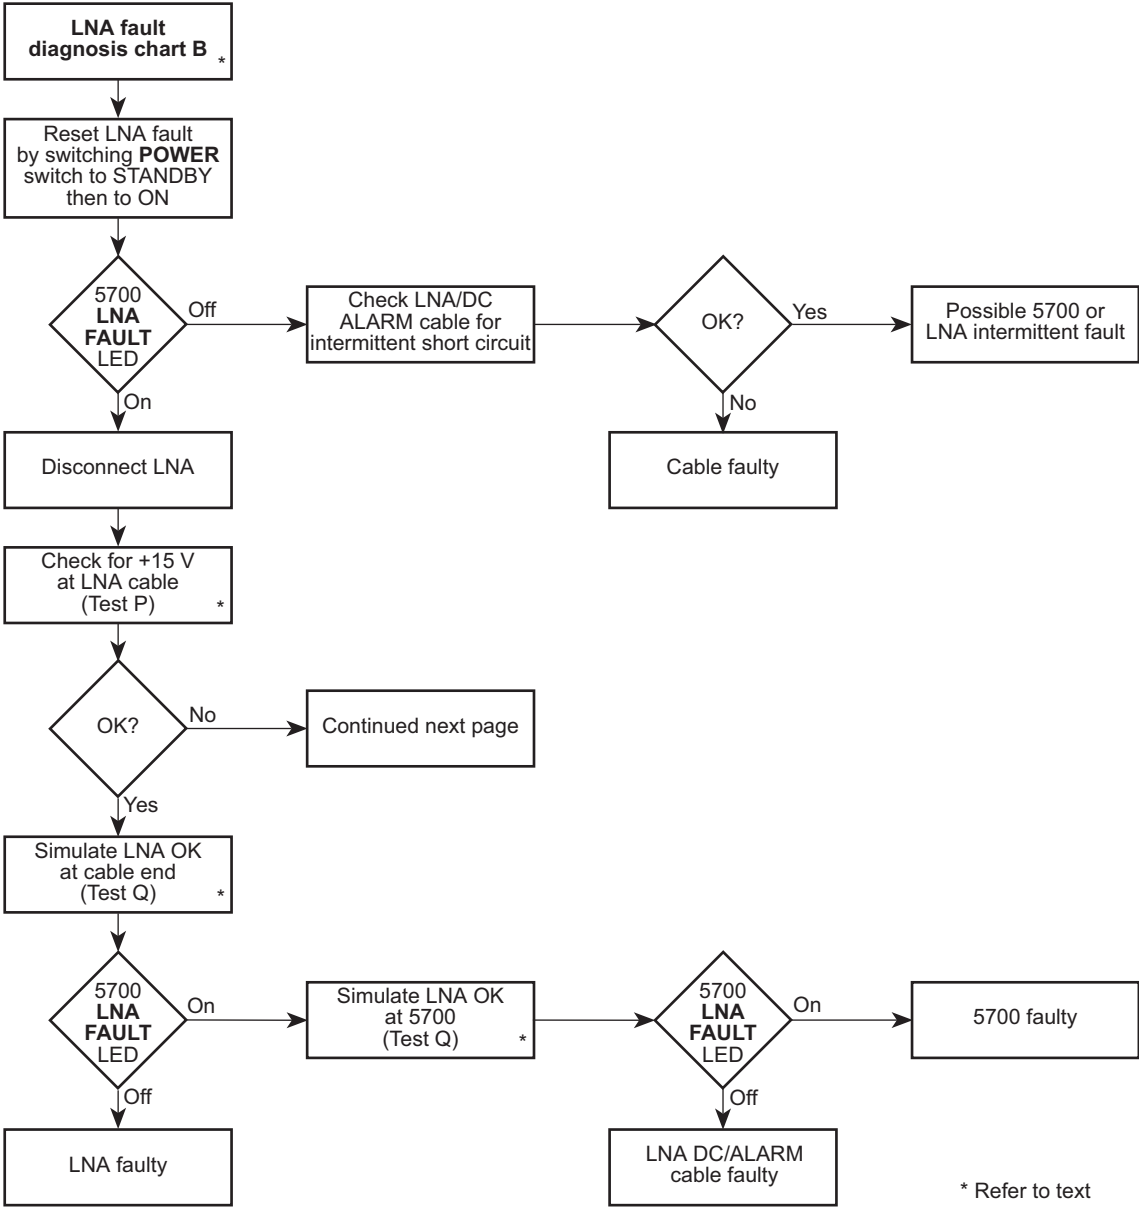 LNA fault
diagnosis chart B
*
Reset LNA fault
by switching POWER
switch to STANDBY
then to ON
5700
LNA
FAULT
LED
Off
Check LNA/DC
ALARM cable for
intermittent short circuit
OK?
Yes
Possible 5700 or
LNA intermittent fault
On
No
Disconnect LNA
Cable faulty
Check for +15 V
at LNA cable
(Test P)
*
OK?
No
Continued next page
Yes
Simulate LNA OK
at cable end
(Test Q)
*
5700
LNA
FAULT
LED
On
Simulate LNA OK
at 5700
(Test Q)
*
5700
LNA
FAULT
LED
On
5700 faulty
Off
Off
LNA faulty
LNA DC/ALARM
cable faulty
* Refer to text